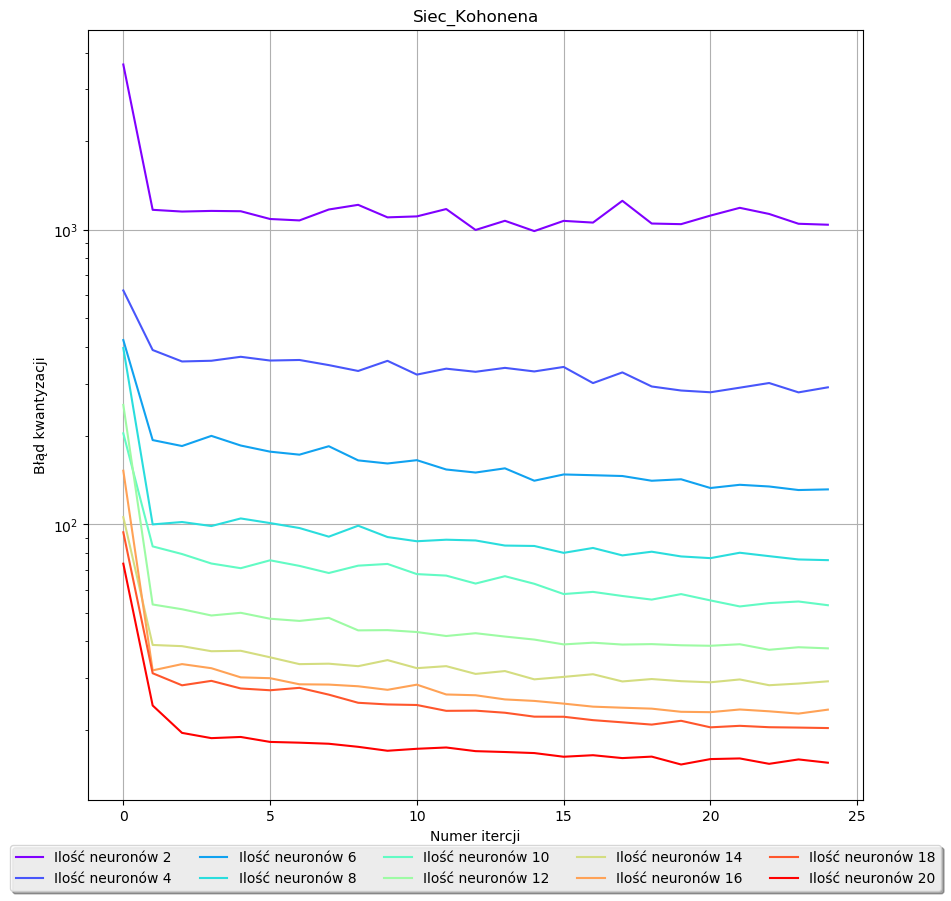 Siec_Kohonena
Błąd kwantyzacji
10³
10²
0 5 10 15 20 25
Numer itercji
Ilość neuronów 2 Ilość neuronów 6 Ilość neuronów 10 Ilość neuronów 14 Ilość neuronów 18
Ilość neuronów 4 Ilość neuronów 8 Ilość neuronów 12 Ilość neuronów 16 Ilość neuronów 20